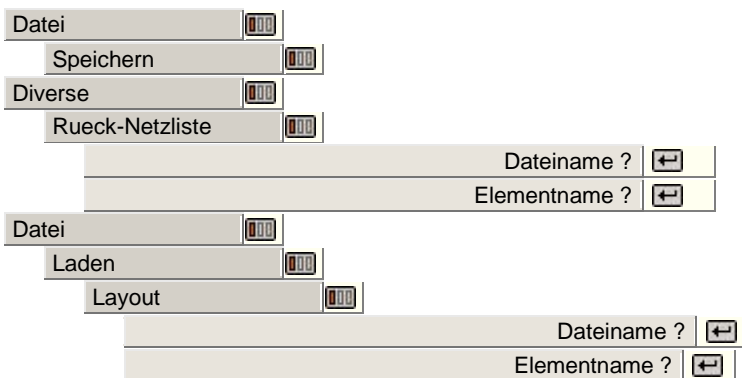 Datei
Speichern
Diverse
Rueck-Netzliste
Dateiname ?
Elementname ?
Datei
Laden
Layout
Dateiname ?
Elementname ?